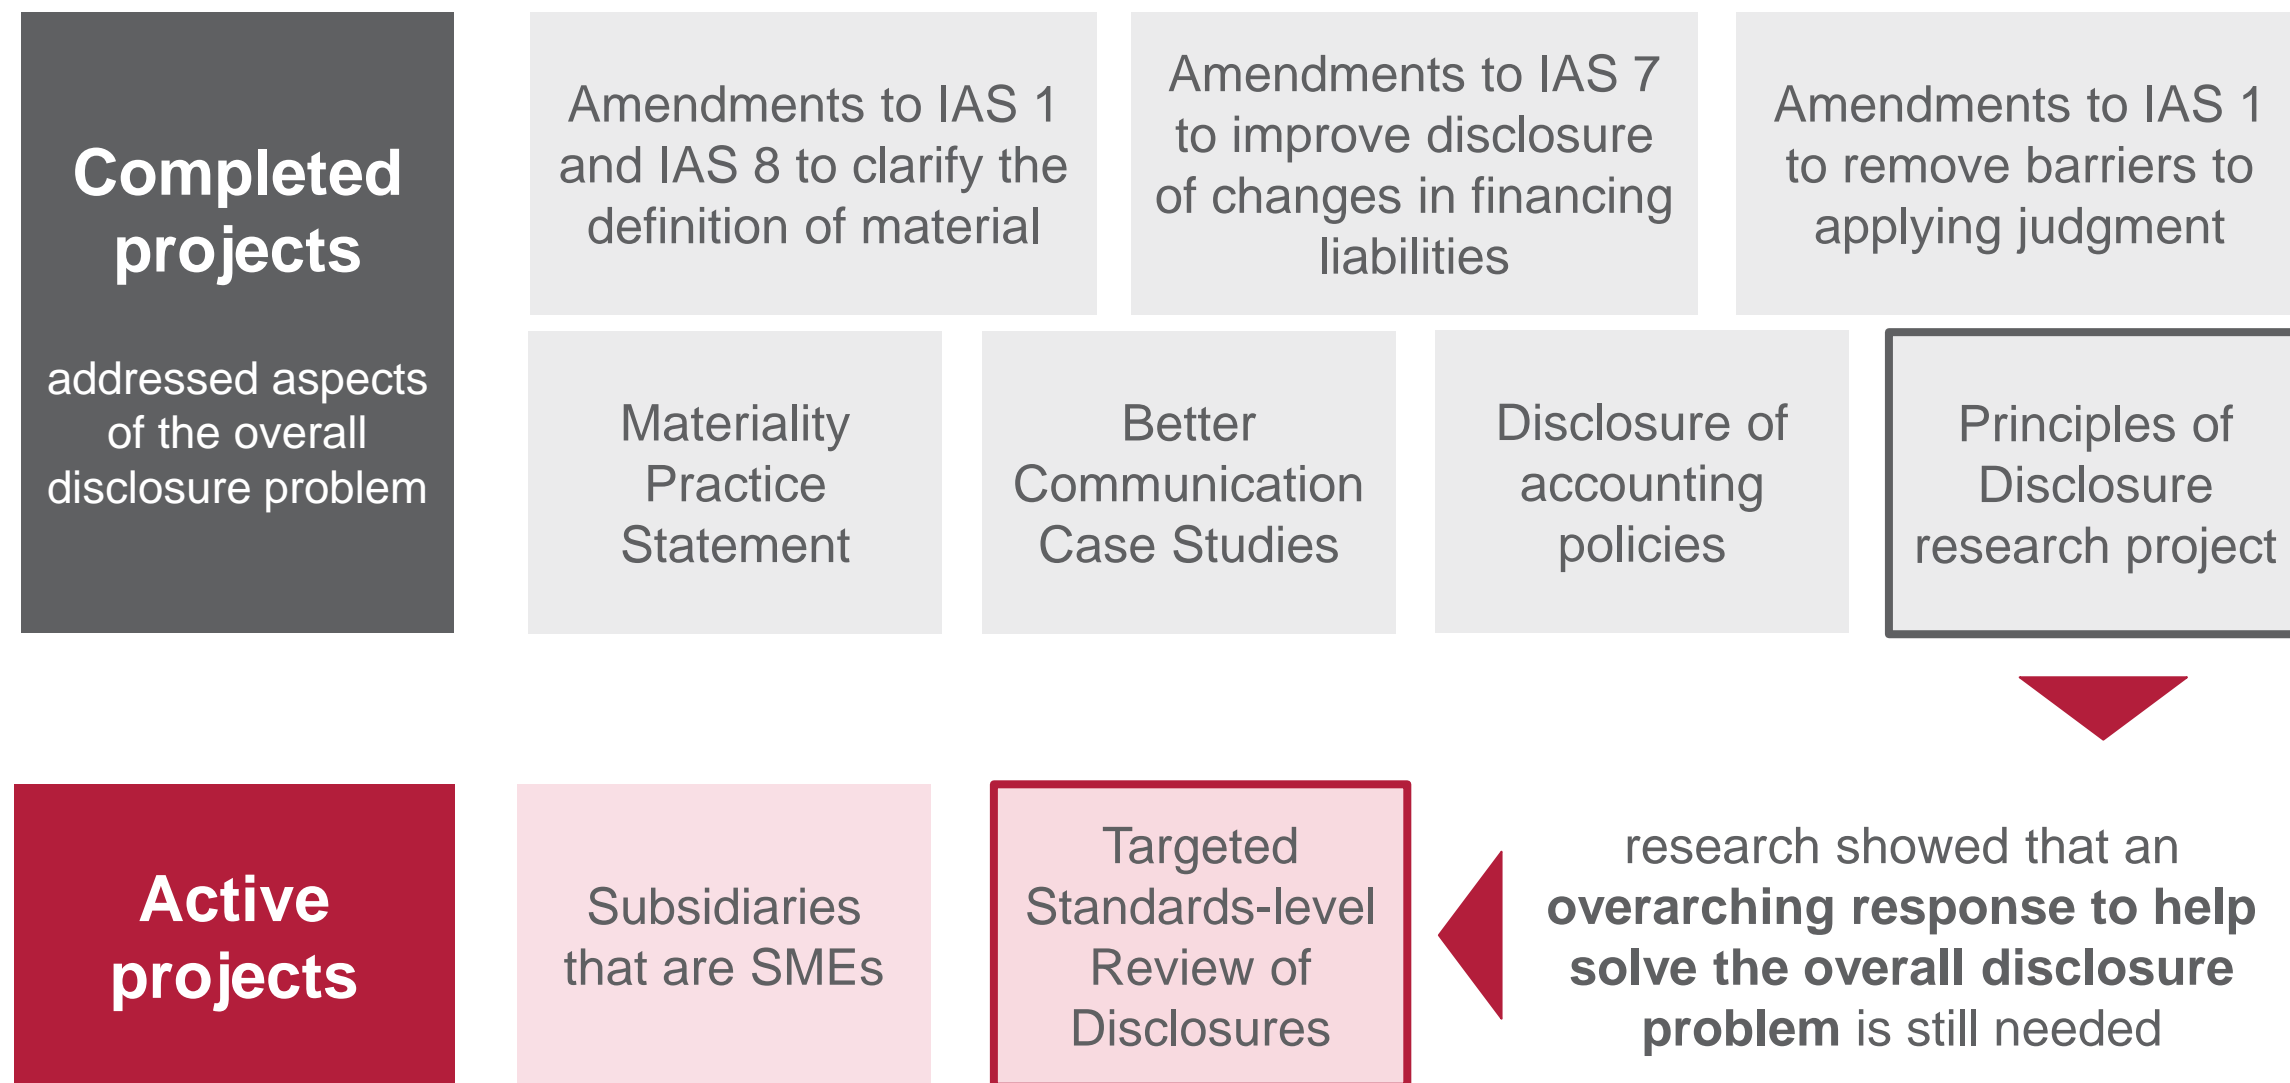 Completed
projects
addressed aspects
of the overall
disclosure problem
Amendments to IAS 1
and IAS 8 to clarify the
definition of material
Amendments to IAS 7
to improve disclosure
of changes in financing
liabilities
Amendments to IAS 1
to remove barriers to
applying judgment
Materiality
Practice
Statement
Better
Communication
Case Studies
Disclosure of
accounting
policies
Principles of
Disclosure
research project
Active
projects
Subsidiaries
that are SMEs
Targeted
Standards-level
Review of
Disclosures
research showed that an
overarching response to help
solve the overall disclosure
problem is still needed